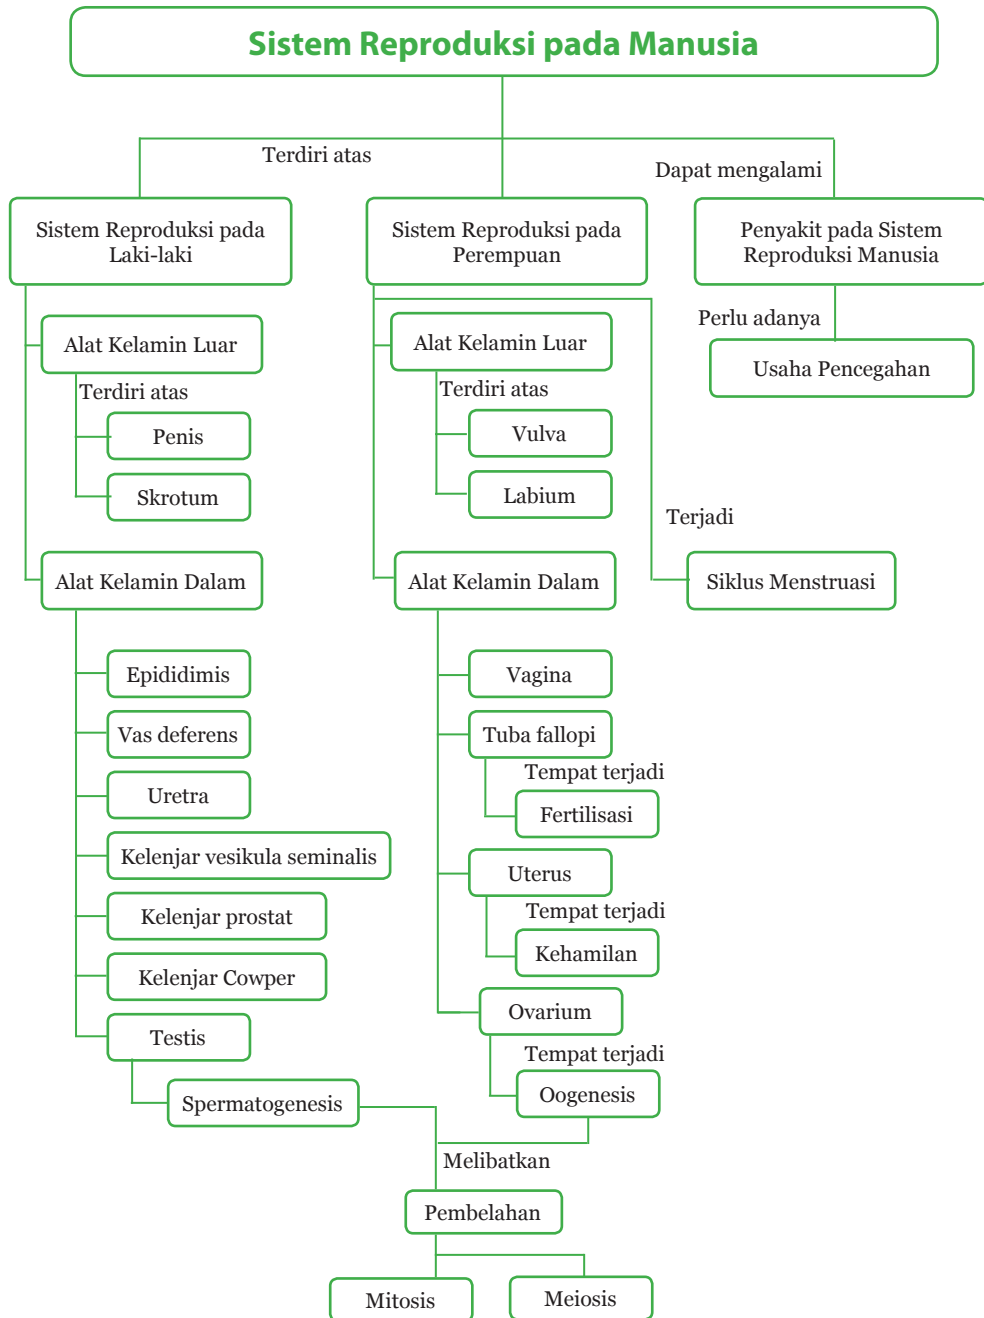 Sistem Reproduksi pada Manusia
Terdiri atas
Dapat mengalami
Sistem Reproduksi pada
Laki-laki
Sistem Reproduksi pada
Perempuan
Penyakit pada Sistem
Reproduksi Manusia
Perlu adanya
Usaha Pencegahan
Alat Kelamin Luar
Terdiri atas
Penis
Skrotum
Alat Kelamin Dalam
Epididimis
Vas deferens
Uretra
Kelenjar vesikula seminalis
Kelenjar prostat
Kelenjar Cowper
Testis
Spermatogenesis
Alat Kelamin Luar
Terdiri atas
Vulva
Labium
Terjadi
Siklus Menstruasi
Alat Kelamin Dalam
Vagina
Tuba fallopi
Tempat terjadi
Fertilisasi
Uterus
Tempat terjadi
Kehamilan
Ovarium
Tempat terjadi
Oogenesis
Melibatkan
Pembelahan
Mitosis
Meiosis